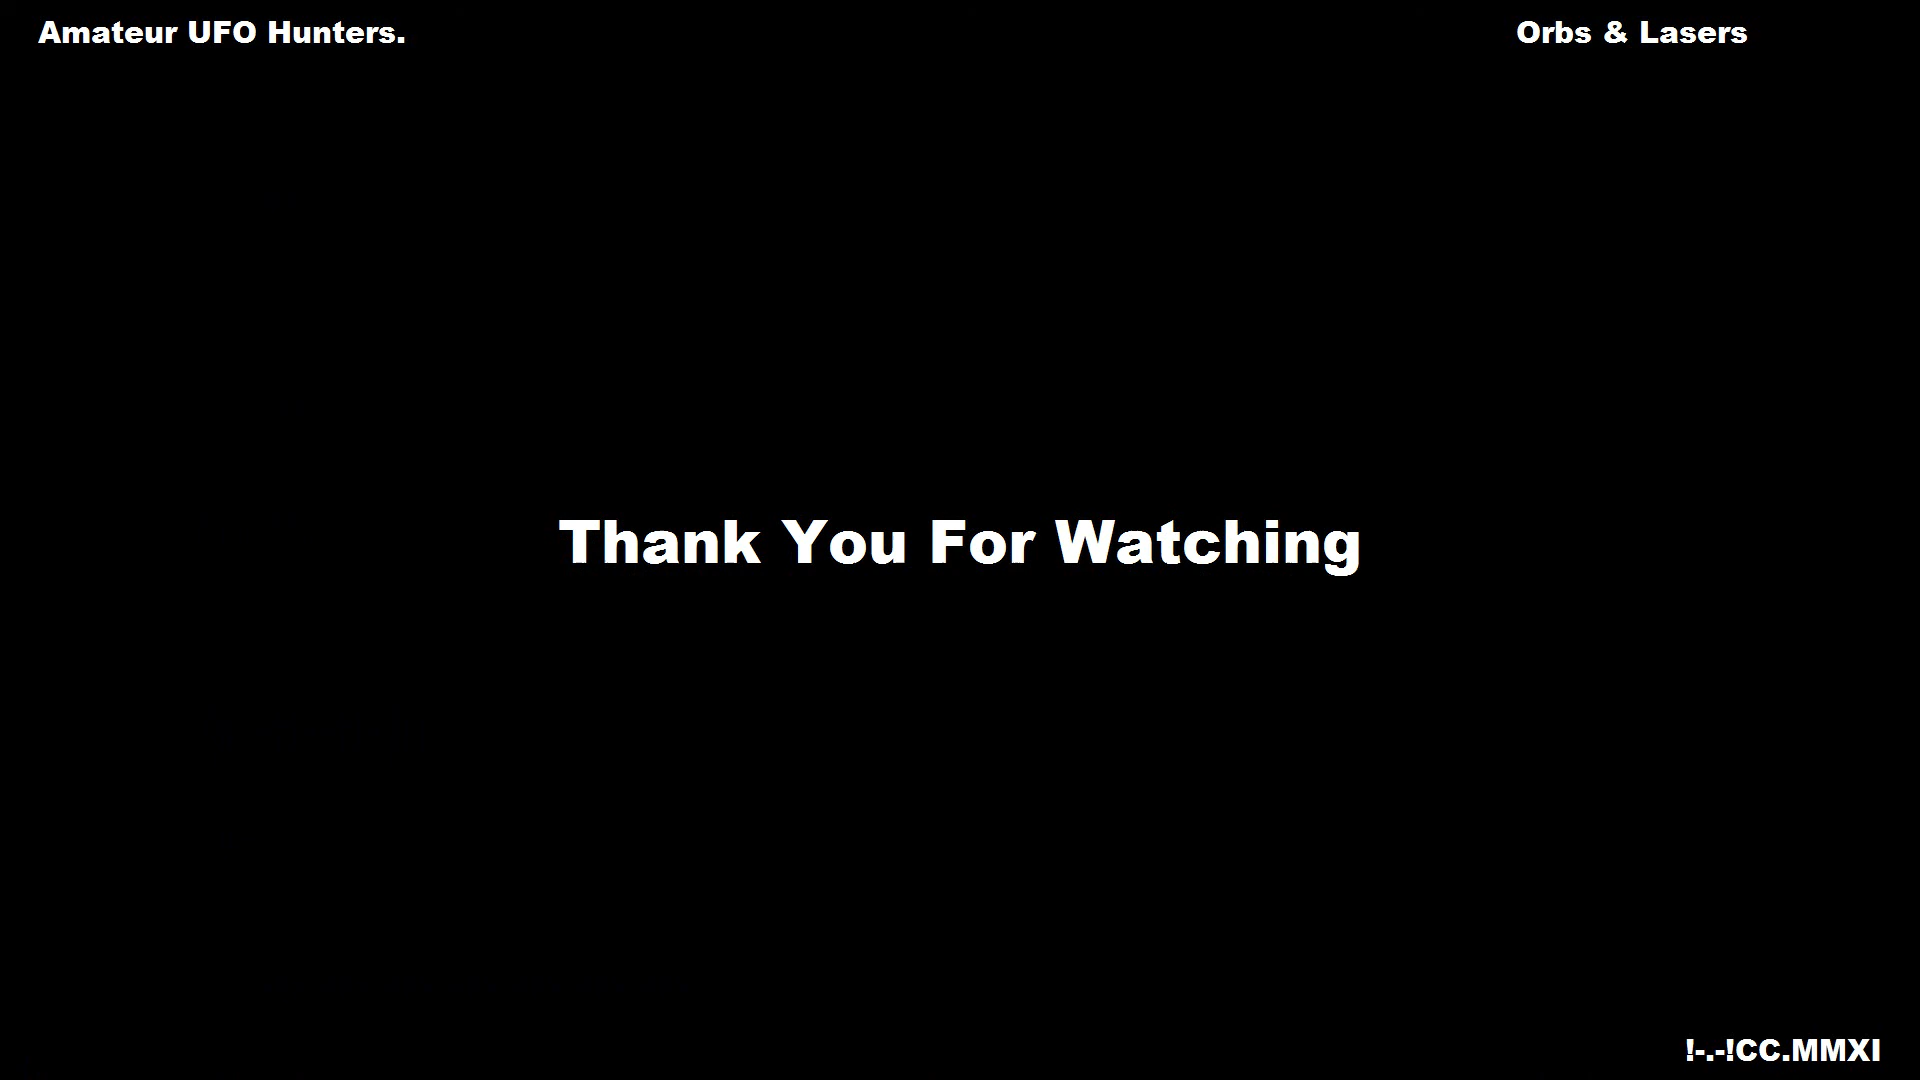 Amateur UFO Hunters.
Orbs & Lasers
Thank You For Watching
!-.-!CC.MMXI